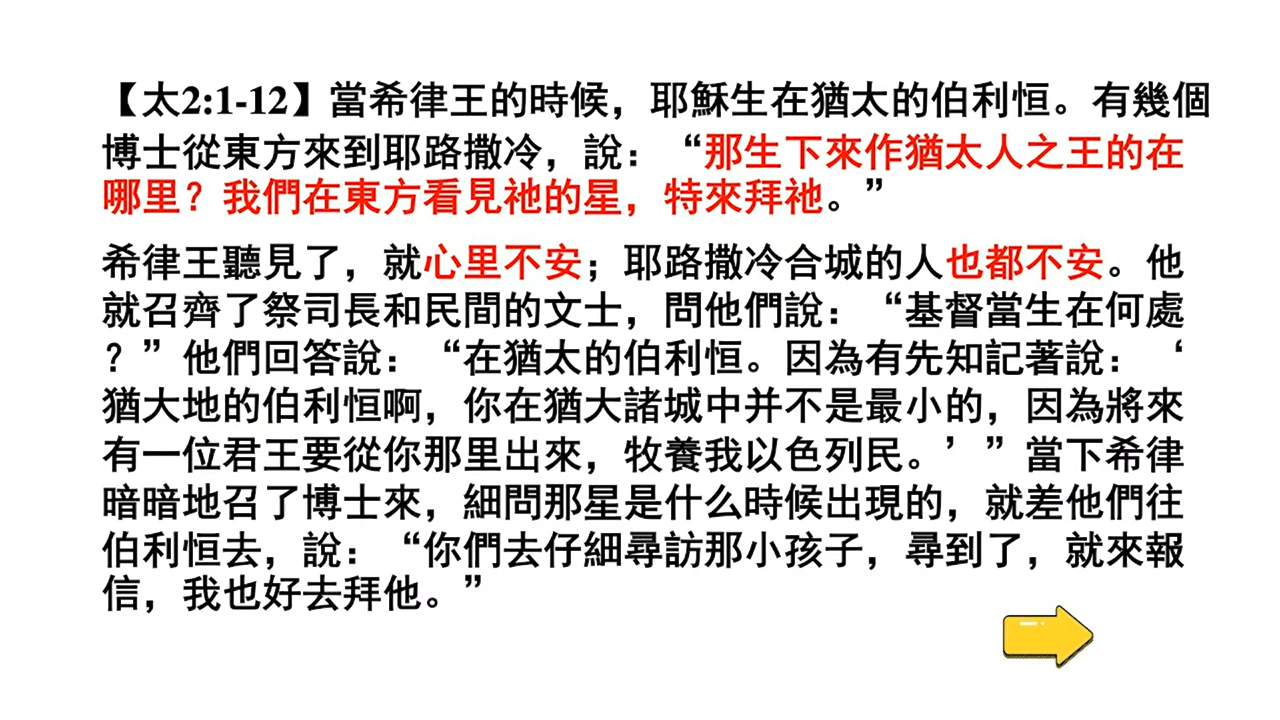 【太2:1-12】當希律王的時候，耶穌生在猶太的伯利恒。有幾個
博士從東方來到耶路撒冷，說：“那生下來作猶太人之王的在
哪里？我們在東方看見祂的星，特來拜祂。”
希律王聽見了，就心里不安；耶路撒冷合城的人也都不安。他
就召齊了祭司長和民間的文士，問他們說：“基督當生在何處
？”他們回答說：“在猶太的伯利恒。因為有先知記著說：‘
猶大地的伯利恒啊，你在猶大諸城中并不是最小的，因為將來
有一位君王要從你那里出來，牧養我以色列民。’”當下希律
暗暗地召了博士來，細問那星是什么時候出現的，就差他們往
伯利恒去，說：“你們去仔細尋訪那小孩子，尋到了，就來報
信，我也好去拜他。”